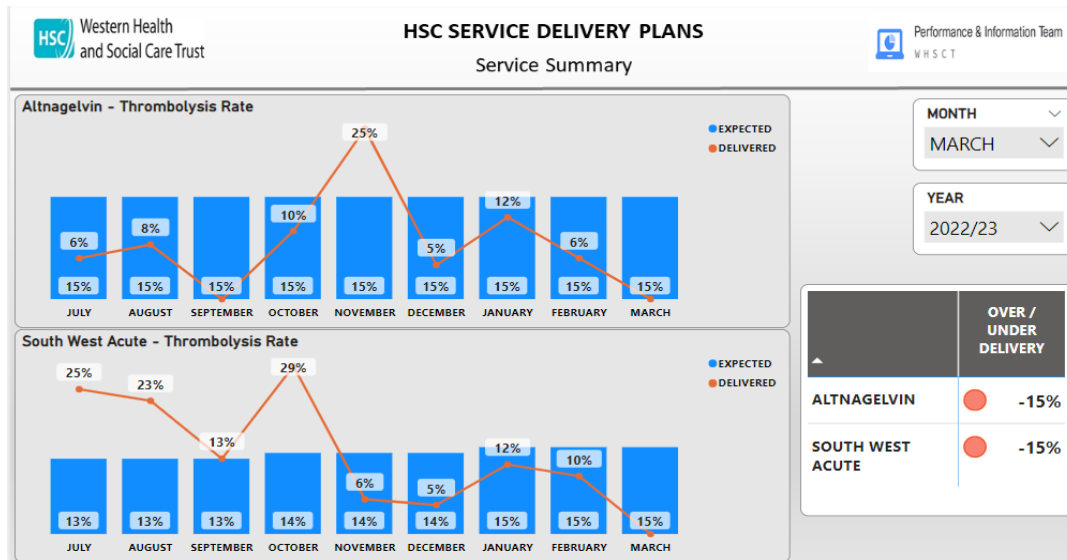 HSC
Western Health
and Social Care Trust
HSC SERVICE DELIVERY PLANS
Service Summary
Performance & Information Team
WHSCT
Altnagelvin - Thrombolysis Rate
EXPECTED
DELIVERED
6% 8% 10% 25% 5% 12% 6%
15% 15% 15% 15% 15% 15% 15% 15% 15%
JULY AUGUST SEPTEMBER OCTOBER NOVEMBER DECEMBER JANUARY FEBRUARY MARCH
South West Acute - Thrombolysis Rate
EXPECTED
DELIVERED
25% 23% 13% 29% 6% 5% 12% 10%
13% 13% 13% 14% 14% 14% 15% 15% 15%
JULY AUGUST SEPTEMBER OCTOBER NOVEMBER DECEMBER JANUARY FEBRUARY MARCH
MONTH
MARCH
YEAR
2022/23
OVER /
UNDER
DELIVERY
ALTNAGELVIN -15%
SOUTH WEST -15%
ACUTE